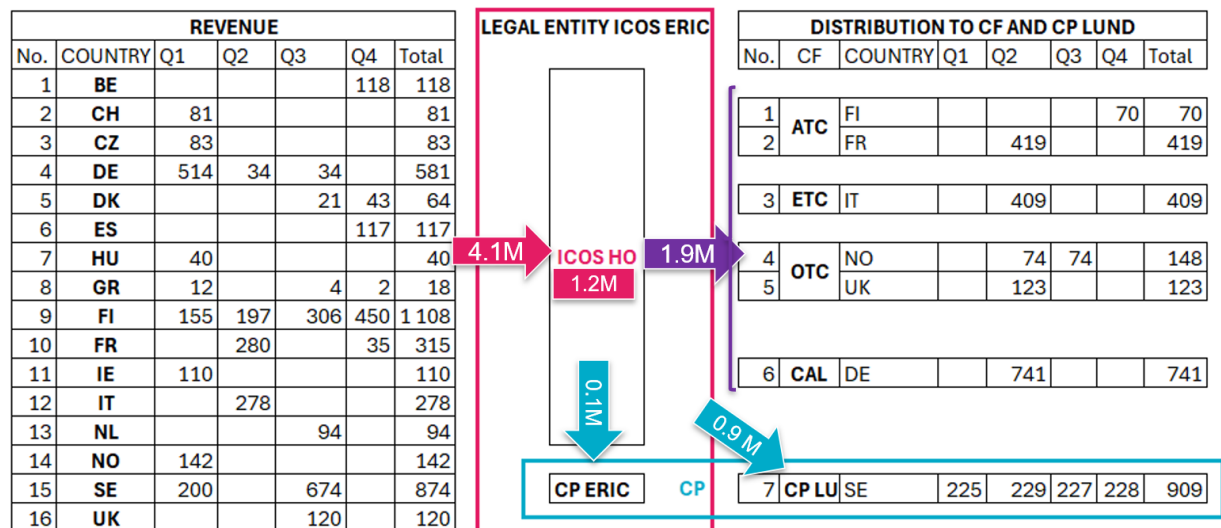 REVENUE
No. COUNTRY Q1 Q2 Q3 Q4 Total
1 BE 118 118
2 CH 81 81
3 CZ 83 83
4 DE 514 34 34 581
5 DK 21 43 64
6 ES 117 117
7 HU 40 40
8 GR 12 4 2 18
9 FI 155 197 306 450 1 108
10 FR 280 35 315
11 IE 110 110
12 IT 278 278
13 NL 94 94
14 NO 142 142
15 SE 200 674 874
16 UK 120 120
LEGAL ENTITY ICOS ERIC
4.1M
ICOS HO
1.2M
1.9M
0.1M
0.9 M
CP ERIC
CP
DISTRIBUTION TO CF AND CP LUND
No. CF COUNTRY Q1 Q2 Q3 Q4 Total
1 ATC FI 70 70
2 FR 419 419
3 ETC IT 409 409
4 OTC NO 74 74 148
5 UK 123 123
6 CAL DE 741 741
7 CP LU SE 225 229 227 228 909